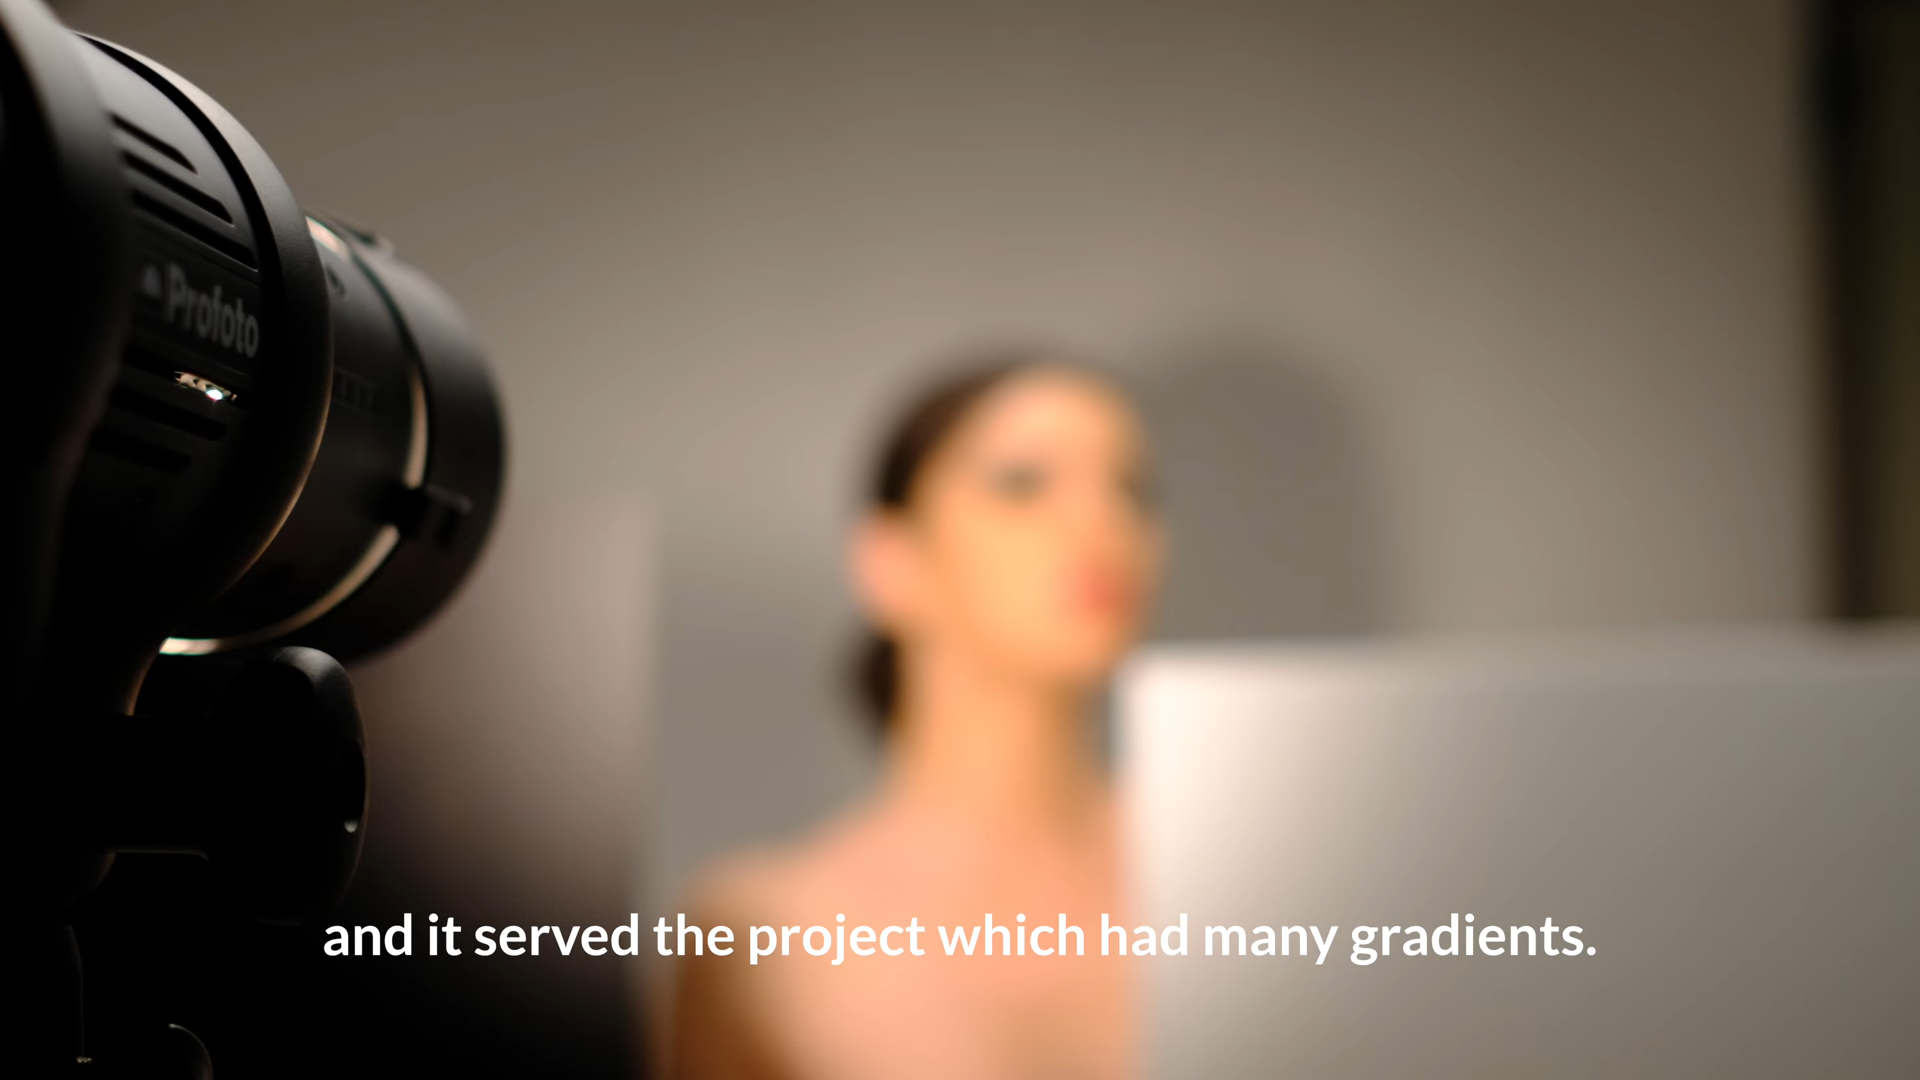 Profoto
and it served the project which had many gradients.